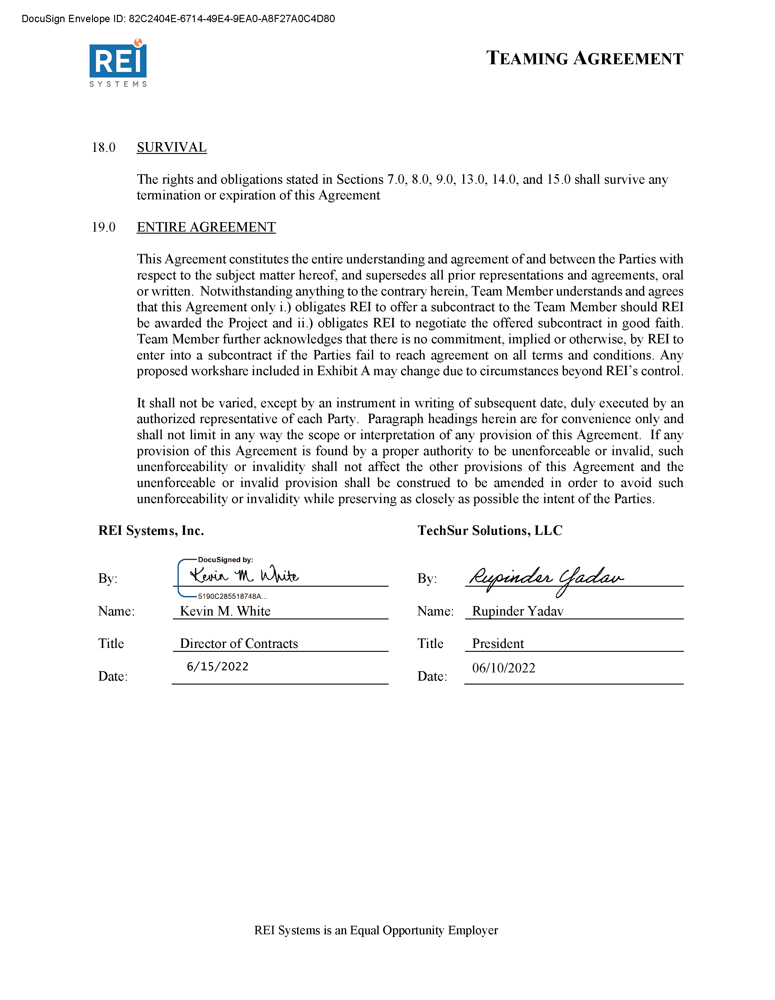 DocuSign Envelope ID: 82C2404E-6714-49E4-9EA0-A8F27A0C4D80
REI
SYSTEMS
TEAMING AGREEMENT
18.0 SURVIVAL
The rights and obligations stated in Sections 7.0, 8.0, 9.0, 13.0, 14.0, and 15.0 shall survive any
termination or expiration of this Agreement
19.0 ENTIRE AGREEMENT
This Agreement constitutes the entire understanding and agreement of and between the Parties with
respect to the subject matter hereof, and supersedes all prior representations and agreements, oral
or written. Notwithstanding anything to the contrary herein, Team Member understands and agrees
that this Agreement only i.) obligates REI to offer a subcontract to the Team Member should REI
be awarded the Project and ii.) obligates REI to negotiate the offered subcontract in good faith.
Team Member further acknowledges that there is no commitment, implied or otherwise, by REI to
enter into a subcontract if the Parties fail to reach agreement on all terms and conditions. Any
proposed workshare included in Exhibit A may change due to circumstances beyond REI’s control.
It shall not be varied, except by an instrument in writing of subsequent date, duly executed by an
authorized representative of each Party. Paragraph headings herein are for convenience only and
shall not limit in any way the scope or interpretation of any provision of this Agreement. If any
provision of this Agreement is found by a proper authority to be unenforceable or invalid, such
unenforceability or invalidity shall not affect the other provisions of this Agreement and the
unenforceable or invalid provision shall be construed to be amended in order to avoid such
unenforceability or invalidity while preserving as closely as possible the intent of the Parties.
REI Systems, Inc. TechSur Solutions, LLC
DocuSigned by:
By: Kevin M. White By: Rupinder Yadav
5190C285518748A...
Name: Kevin M. White Name: Rupinder Yadav
Title Director of Contracts Title President
Date: 6/15/2022 Date: 06/10/2022
REI Systems is an Equal Opportunity Employer